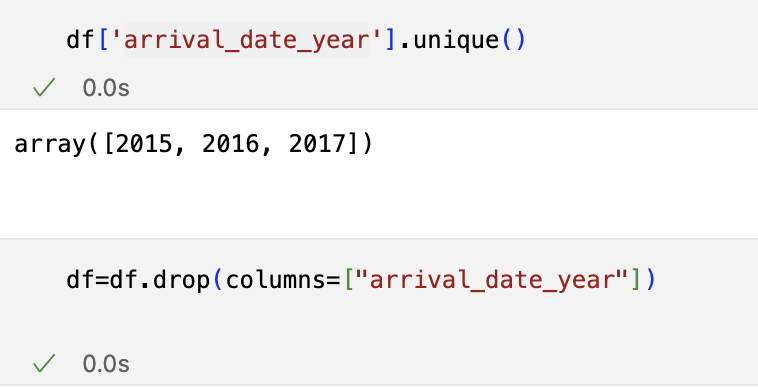 df['arrival_date_year'].unique()
✓ 0.0s
array([2015, 2016, 2017])
df=df.drop(columns=["arrival_date_year"])
✓ 0.0s